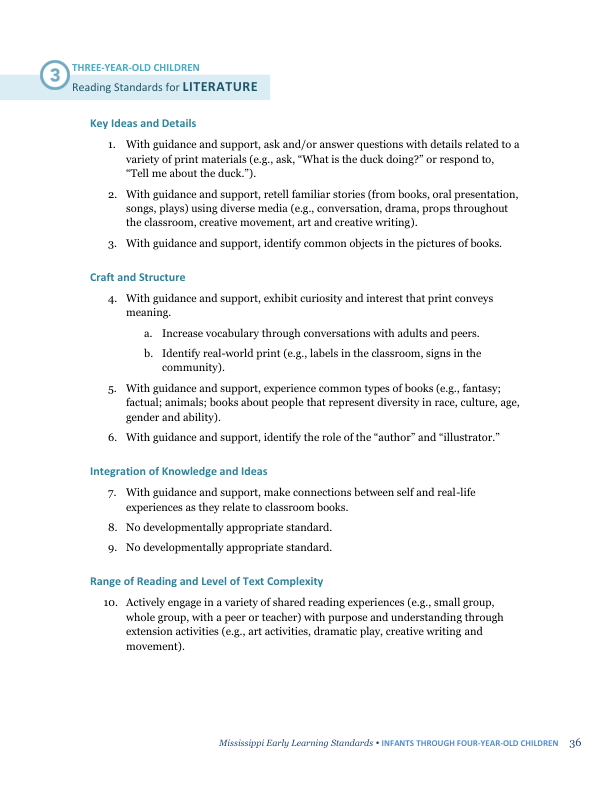 3
THREE-YEAR-OLD CHILDREN
Reading Standards for LITERATURE
Key Ideas and Details
1. With guidance and support, ask and/or answer questions with details related to a
variety of print materials (e.g., ask, “What is the duck doing?” or respond to,
“Tell me about the duck.”).
2. With guidance and support, retell familiar stories (from books, oral presentation,
songs, plays) using diverse media (e.g., conversation, drama, props throughout
the classroom, creative movement, art and creative writing).
3. With guidance and support, identify common objects in the pictures of books.
Craft and Structure
4. With guidance and support, exhibit curiosity and interest that print conveys
meaning.
a. Increase vocabulary through conversations with adults and peers.
b. Identify real-world print (e.g., labels in the classroom, signs in the
community).
5. With guidance and support, experience common types of books (e.g., fantasy;
factual; animals; books about people that represent diversity in race, culture, age,
gender and ability).
6. With guidance and support, identify the role of the “author” and “illustrator.”
Integration of Knowledge and Ideas
7. With guidance and support, make connections between self and real-life
experiences as they relate to classroom books.
8. No developmentally appropriate standard.
9. No developmentally appropriate standard.
Range of Reading and Level of Text Complexity
10. Actively engage in a variety of shared reading experiences (e.g., small group,
whole group, with a peer or teacher) with purpose and understanding through
extension activities (e.g., art activities, dramatic play, creative writing and
movement).
Mississippi Early Learning Standards • INFANTS THROUGH FOUR-YEAR-OLD CHILDREN 36